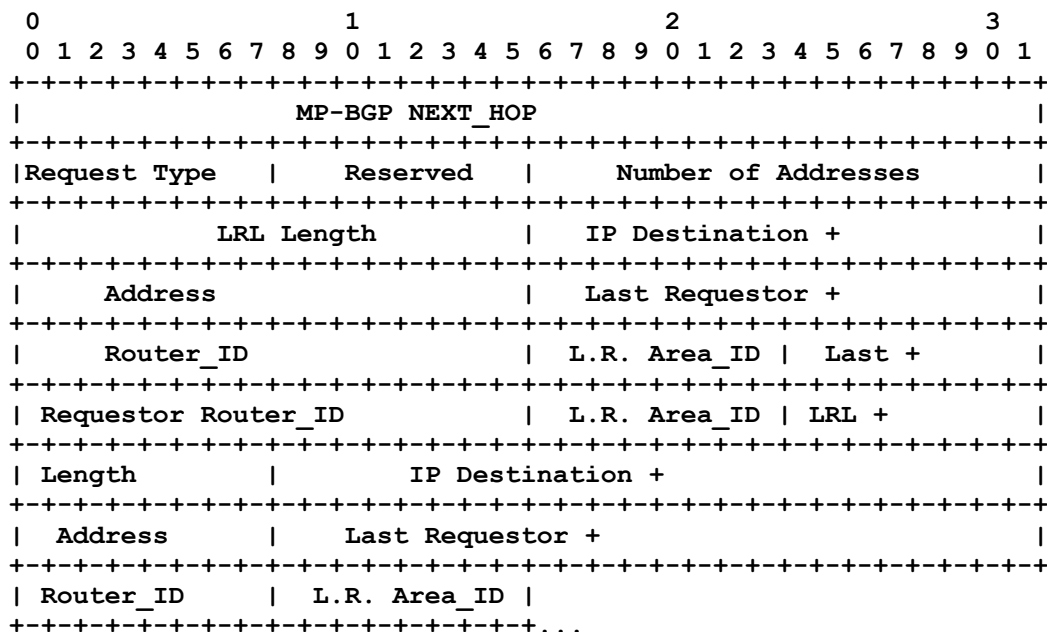 0                   1                   2                   3
 0 1 2 3 4 5 6 7 8 9 0 1 2 3 4 5 6 7 8 9 0 1 2 3 4 5 6 7 8 9 0 1
+-+-+-+-+-+-+-+-+-+-+-+-+-+-+-+-+-+-+-+-+-+-+-+-+-+-+-+-+-+-+-+-+
|                 MP-BGP NEXT_HOP                               |
+-+-+-+-+-+-+-+-+-+-+-+-+-+-+-+-+-+-+-+-+-+-+-+-+-+-+-+-+-+-+-+-+
|Request Type   |    Reserved   |     Number of Addresses       |
+-+-+-+-+-+-+-+-+-+-+-+-+-+-+-+-+-+-+-+-+-+-+-+-+-+-+-+-+-+-+-+-+
|            LRL Length         |   IP Destination +            |
+-+-+-+-+-+-+-+-+-+-+-+-+-+-+-+-+-+-+-+-+-+-+-+-+-+-+-+-+-+-+-+-+
|     Address                   |   Last Requestor +            |
+-+-+-+-+-+-+-+-+-+-+-+-+-+-+-+-+-+-+-+-+-+-+-+-+-+-+-+-+-+-+-+-+
|     Router_ID                 |  L.R. Area_ID |  Last +       |
+-+-+-+-+-+-+-+-+-+-+-+-+-+-+-+-+-+-+-+-+-+-+-+-+-+-+-+-+-+-+-+-+
| Requestor Router_ID           |  L.R. Area_ID | LRL +         |
+-+-+-+-+-+-+-+-+-+-+-+-+-+-+-+-+-+-+-+-+-+-+-+-+-+-+-+-+-+-+-+-+
| Length        |        IP Destination +                       |
+-+-+-+-+-+-+-+-+-+-+-+-+-+-+-+-+-+-+-+-+-+-+-+-+-+-+-+-+-+-+-+-+
|  Address      |    Last Requestor +                           |
+-+-+-+-+-+-+-+-+-+-+-+-+-+-+-+-+-+-+-+-+-+-+-+-+-+-+-+-+-+-+-+-+
| Router_ID     |  L.R. Area_ID |
+-+-+-+-+-+-+-+-+-+-+-+-+-+-+-+-+...